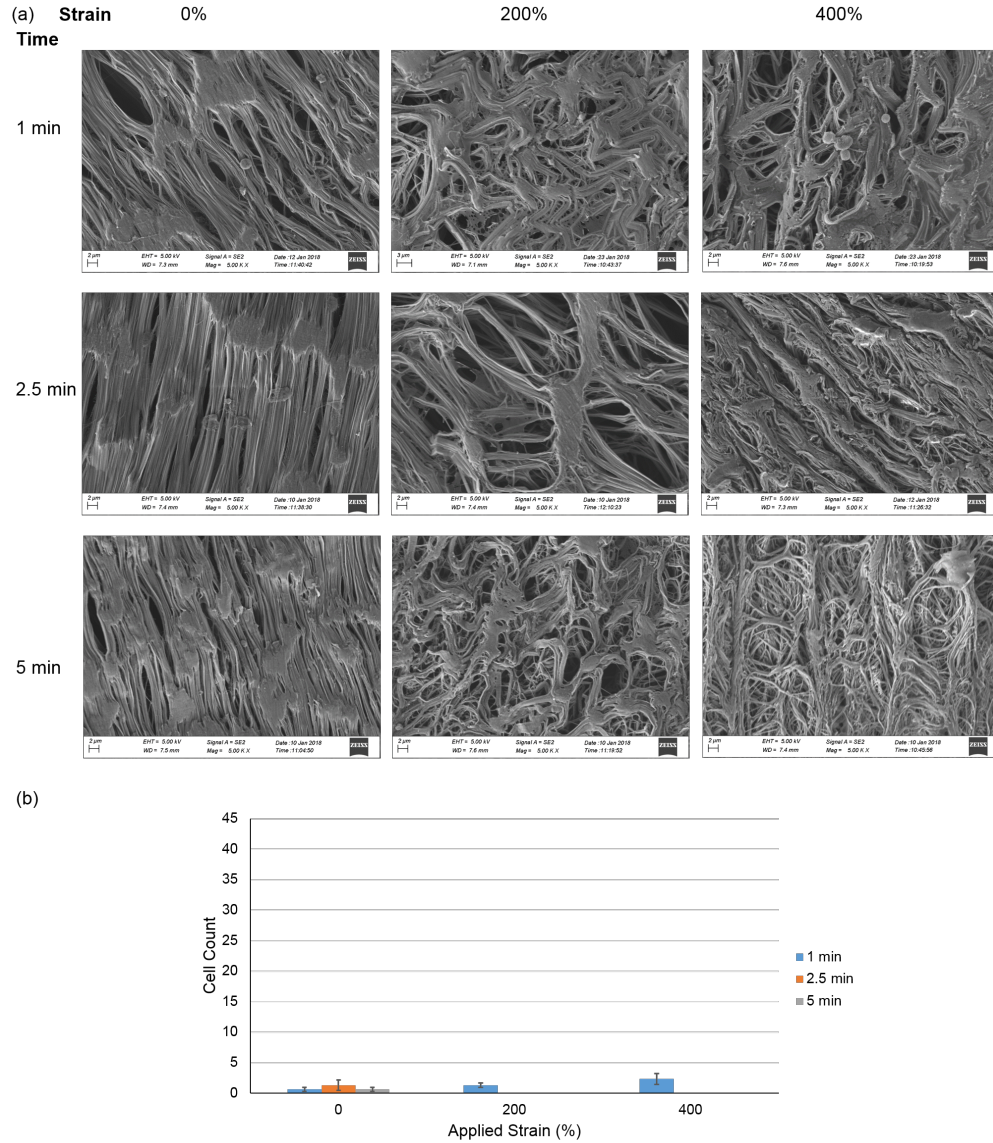 (a) Strain 0% 200% 400%
Time
1 min
2 µm EHT = 5.00 kV Signal A = SE2 Date :12 Jan 2018 ZEISS
WD = 7.3 mm Mag = 5.00 K X Time :11:40:42
3 µm EHT = 5.00 kV Signal A = SE2 Date :23 Jan 2018 ZEISS
WD = 7.1 mm Mag = 5.00 K X Time :10:43:37
2 µm EHT = 5.00 kV Signal A = SE2 Date :23 Jan 2018 ZEISS
WD = 7.6 mm Mag = 5.00 K X Time :10:19:53
2.5 min
2 µm EHT = 5.00 kV Signal A = SE2 Date :10 Jan 2018 ZEISS
WD = 7.4 mm Mag = 5.00 K X Time :11:38:30
2 µm EHT = 5.00 kV Signal A = SE2 Date :10 Jan 2018 ZEISS
WD = 7.4 mm Mag = 5.00 K X Time :12:10:23
2 µm EHT = 5.00 kV Signal A = SE2 Date :12 Jan 2018 ZEISS
WD = 7.3 mm Mag = 5.00 K X Time :11:26:32
5 min
2 µm EHT = 5.00 kV Signal A = SE2 Date :10 Jan 2018 ZEISS
WD = 7.5 mm Mag = 5.00 K X Time :11:04:50
2 µm EHT = 5.00 kV Signal A = SE2 Date :10 Jan 2018 ZEISS
WD = 7.6 mm Mag = 5.00 K X Time :11:19:52
2 µm EHT = 5.00 kV Signal A = SE2 Date :10 Jan 2018 ZEISS
WD = 7.4 mm Mag = 5.00 K X Time :10:45:56
(b)
45
40
35
30
25
20
15
10
5
0
Cell Count
1 min
2.5 min
5 min
0 200 400
Applied Strain (%)